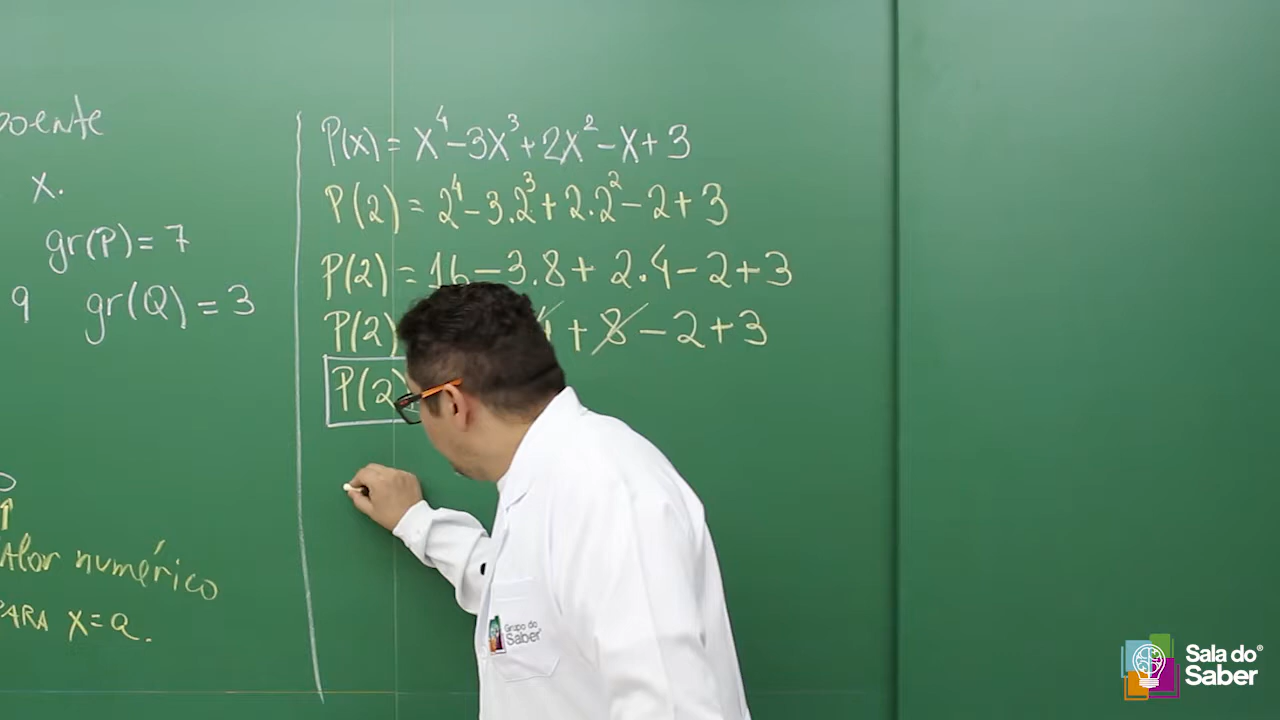 x.
gr(P) = 7
9 gr(Q) = 3
valor numérico
PARA x = a.
P(x) = x⁴ - 3x³ + 2x² - x + 3
P(2) = 2⁴ - 3.2³ + 2.2² - 2 + 3
P(2) = 16 - 3.8 + 2.4 - 2 + 3
P(2) + 8 - 2 + 3
P(2)
Grupo do
Saber
Sala do®
Saber